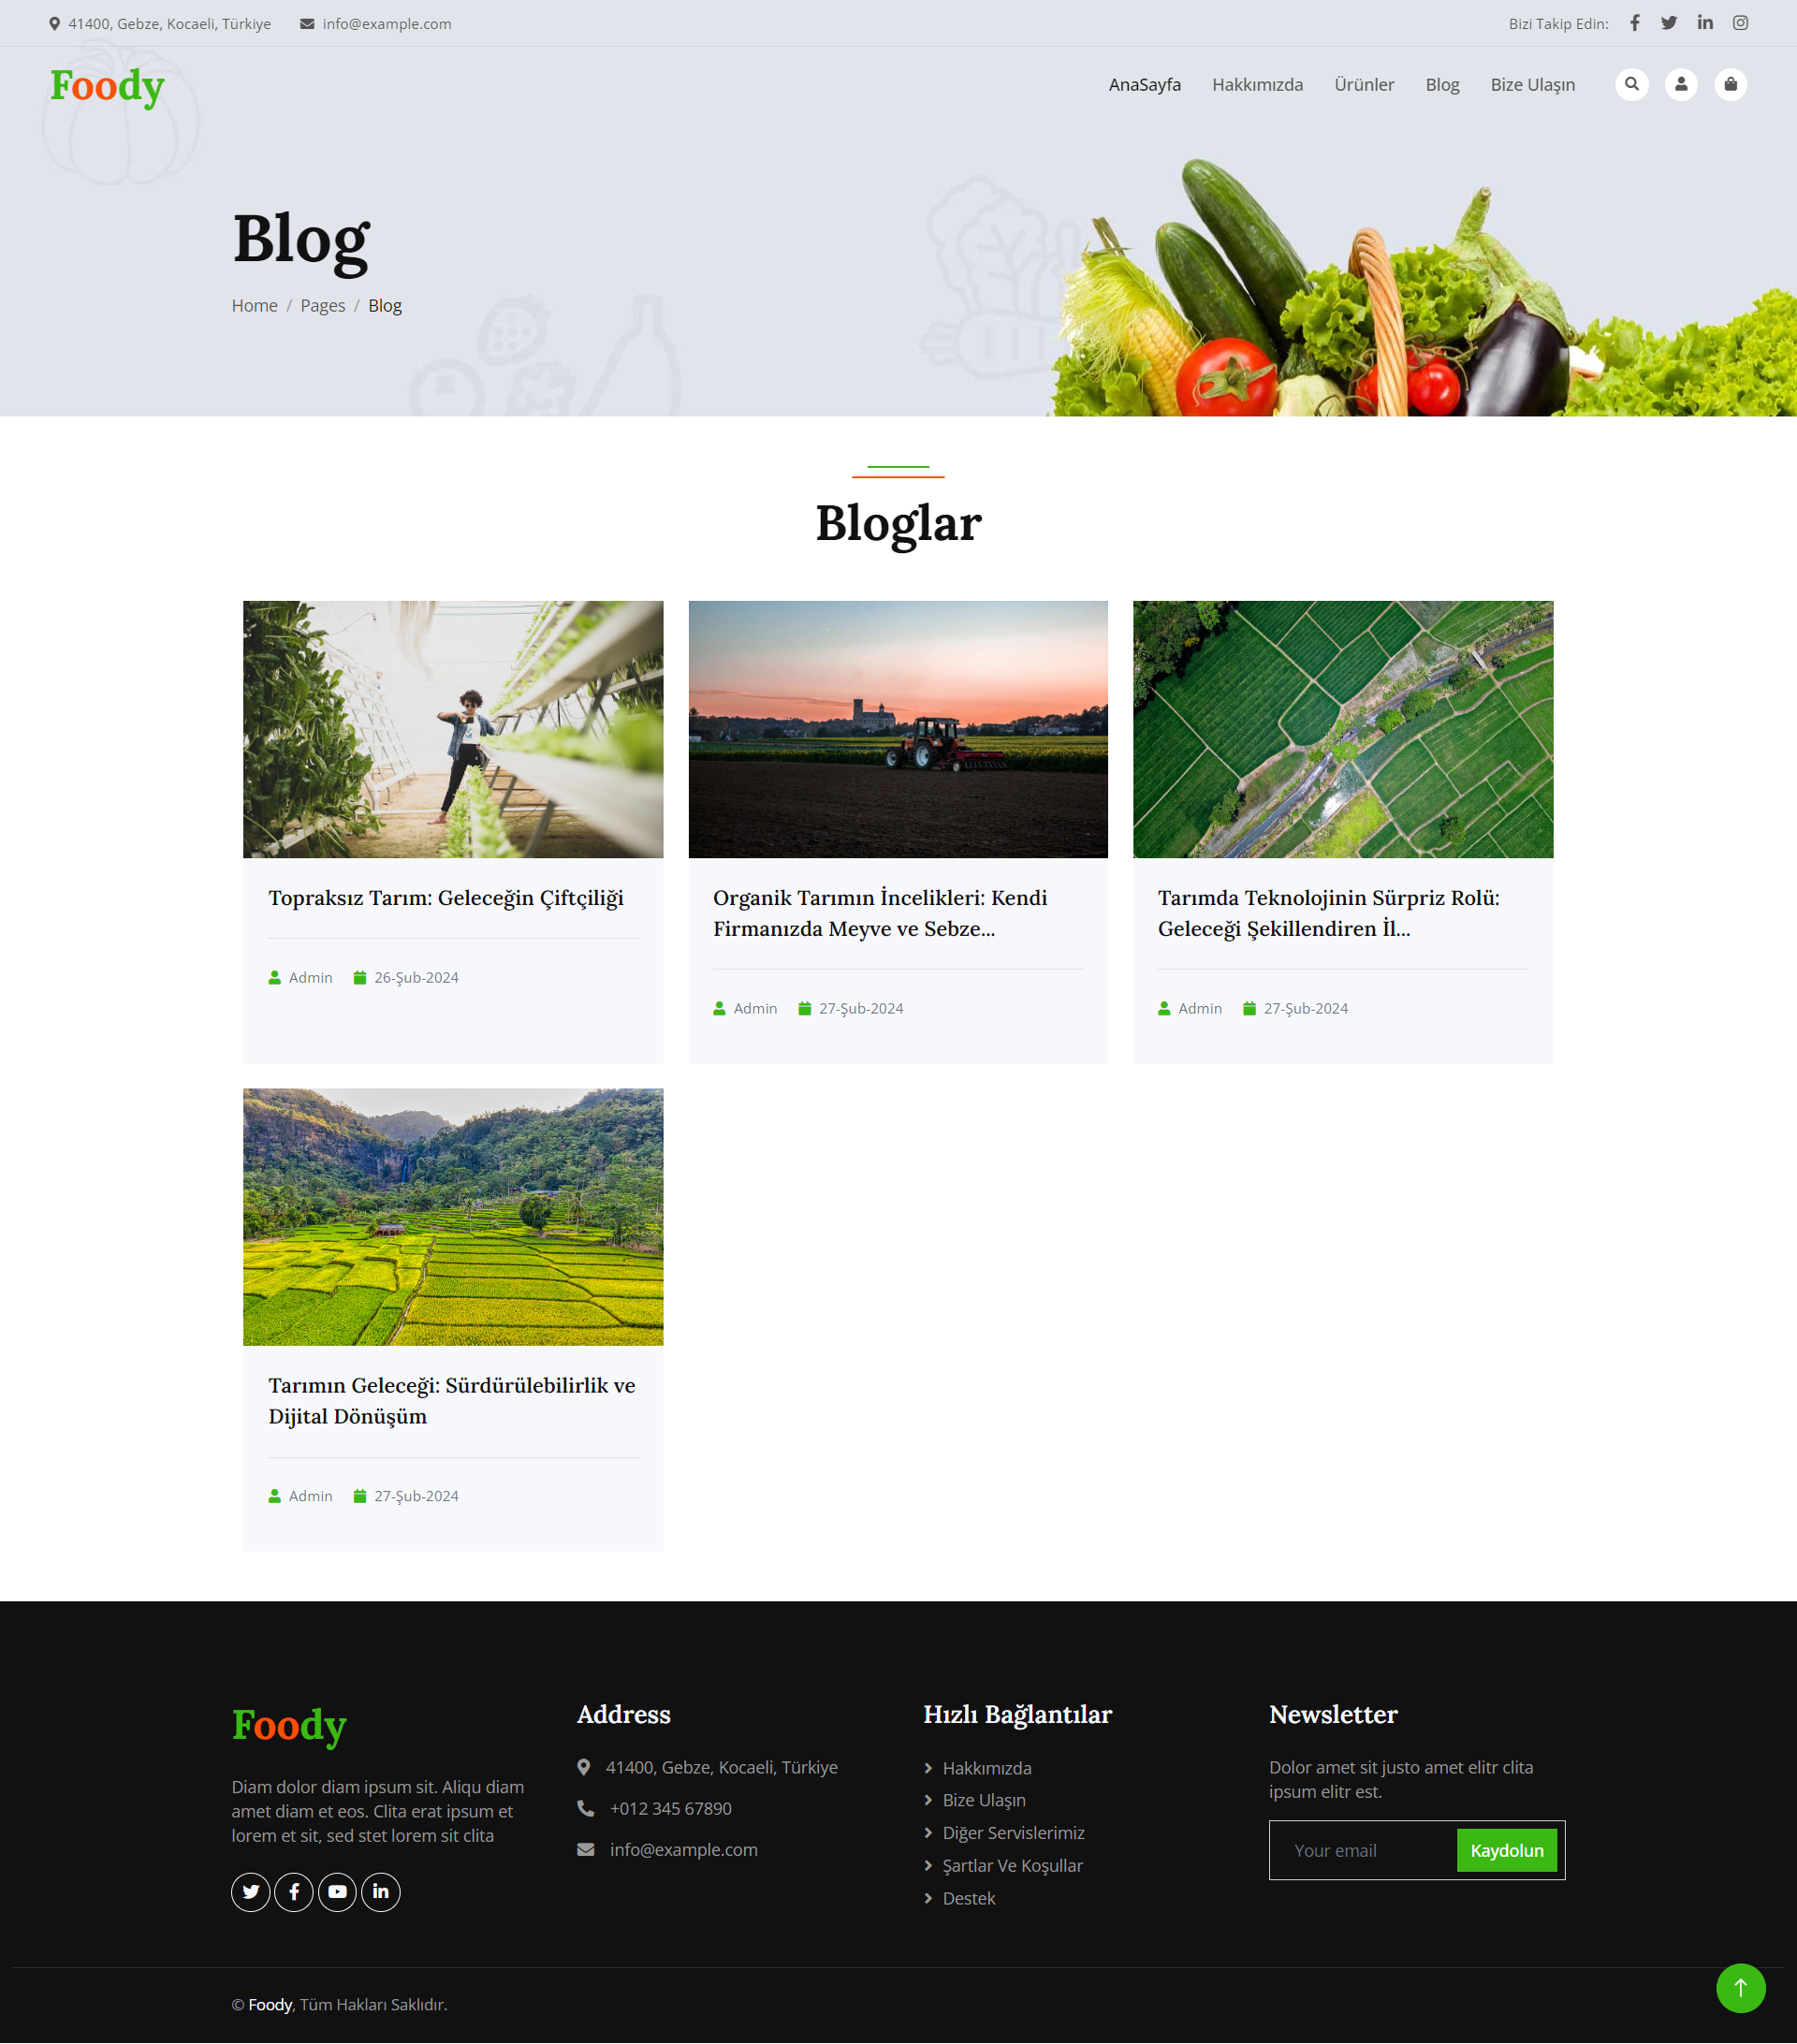 41400, Gebze, Kocaeli, Türkiye info@example.com Bizi Takip Edin:
Foody AnaSayfa Hakkımızda Ürünler Blog Bize Ulaşın
Blog
Home / Pages / Blog
Bloglar
Topraksız Tarım: Geleceğin Çiftçiliği
Admin 26-Şub-2024
Organik Tarımın İncelikleri: Kendi
Firmanızda Meyve ve Sebze...
Admin 27-Şub-2024
Tarımda Teknolojinin Sürpriz Rolü:
Geleceği Şekillendiren İl...
Admin 27-Şub-2024
Tarımın Geleceği: Sürdürülebilirlik ve
Dijital Dönüşüm
Admin 27-Şub-2024
Foody
Diam dolor diam ipsum sit. Aliqu diam
amet diam et eos. Clita erat ipsum et
lorem et sit, sed stet lorem sit clita
Address
41400, Gebze, Kocaeli, Türkiye
+012 345 67890
info@example.com
Hızlı Bağlantılar
Hakkımızda
Bize Ulaşın
Diğer Servislerimiz
Şartlar Ve Koşullar
Destek
Newsletter
Dolor amet sit justo amet elitr clita
ipsum elitr est.
Your email Kaydolun
© Foody, Tüm Hakları Saklıdır.